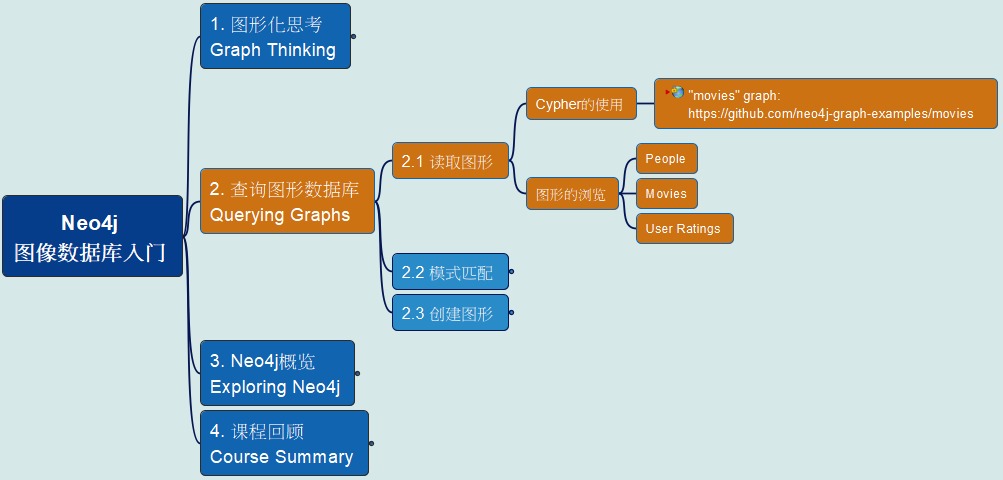 Neo4j
图像数据库入门
1. 图形化思考
Graph Thinking
2. 查询图形数据库
Querying Graphs
2.1 读取图形
Cypher的使用
"movies" graph:
https://github.com/neo4j-graph-examples/movies
图形的浏览
People
Movies
User Ratings
2.2 模式匹配
2.3 创建图形
3. Neo4j概览
Exploring Neo4j
4. 课程回顾
Course Summary